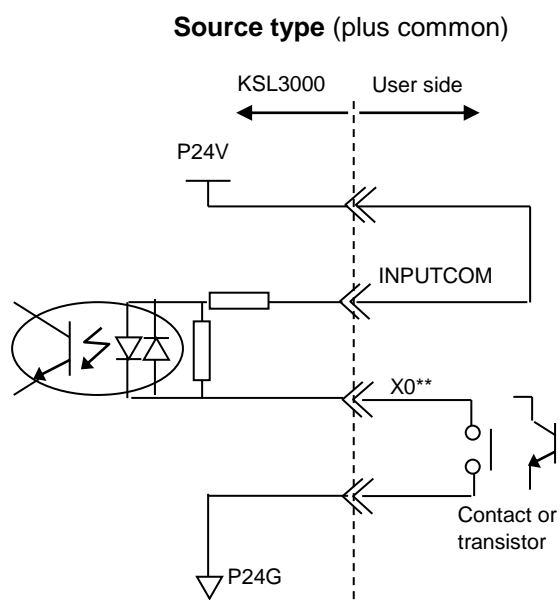 Source type (plus common)
KSL3000
User side
P24V
INPUTCOM
X0**
Contact or
transistor
P24G